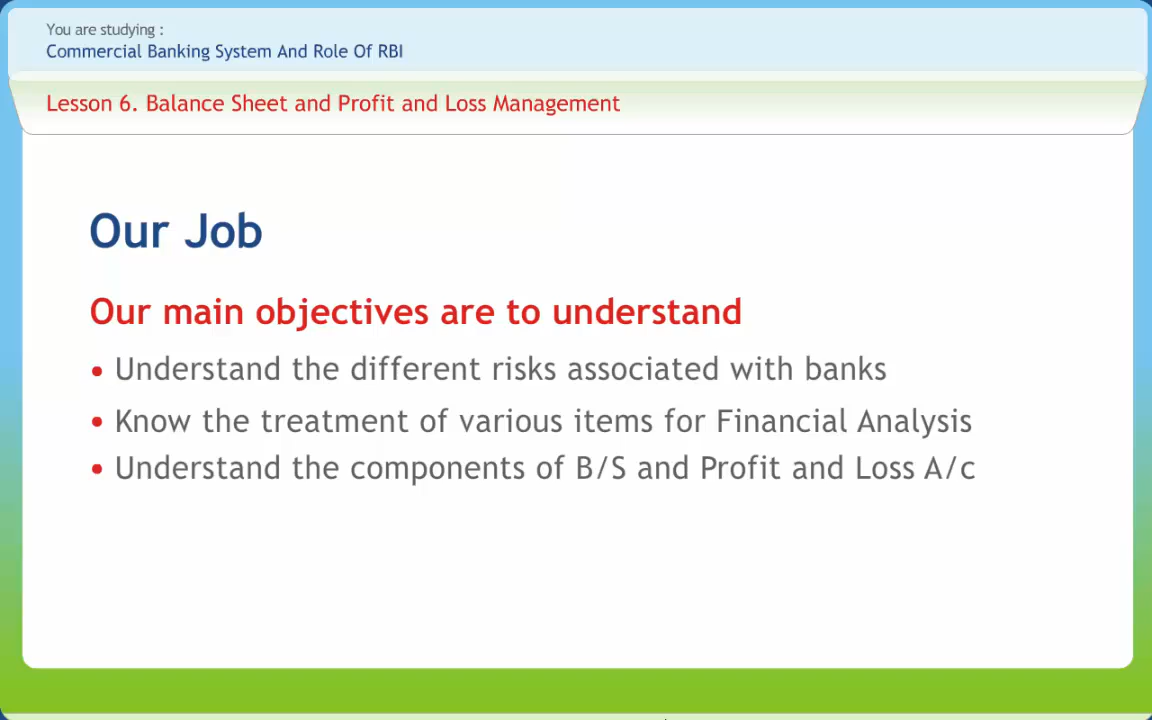 You are studying :
Commercial Banking System And Role Of RBI
Lesson 6. Balance Sheet and Profit and Loss Management
Our Job
Our main objectives are to understand
• Understand the different risks associated with banks
• Know the treatment of various items for Financial Analysis
• Understand the components of B/S and Profit and Loss A/c